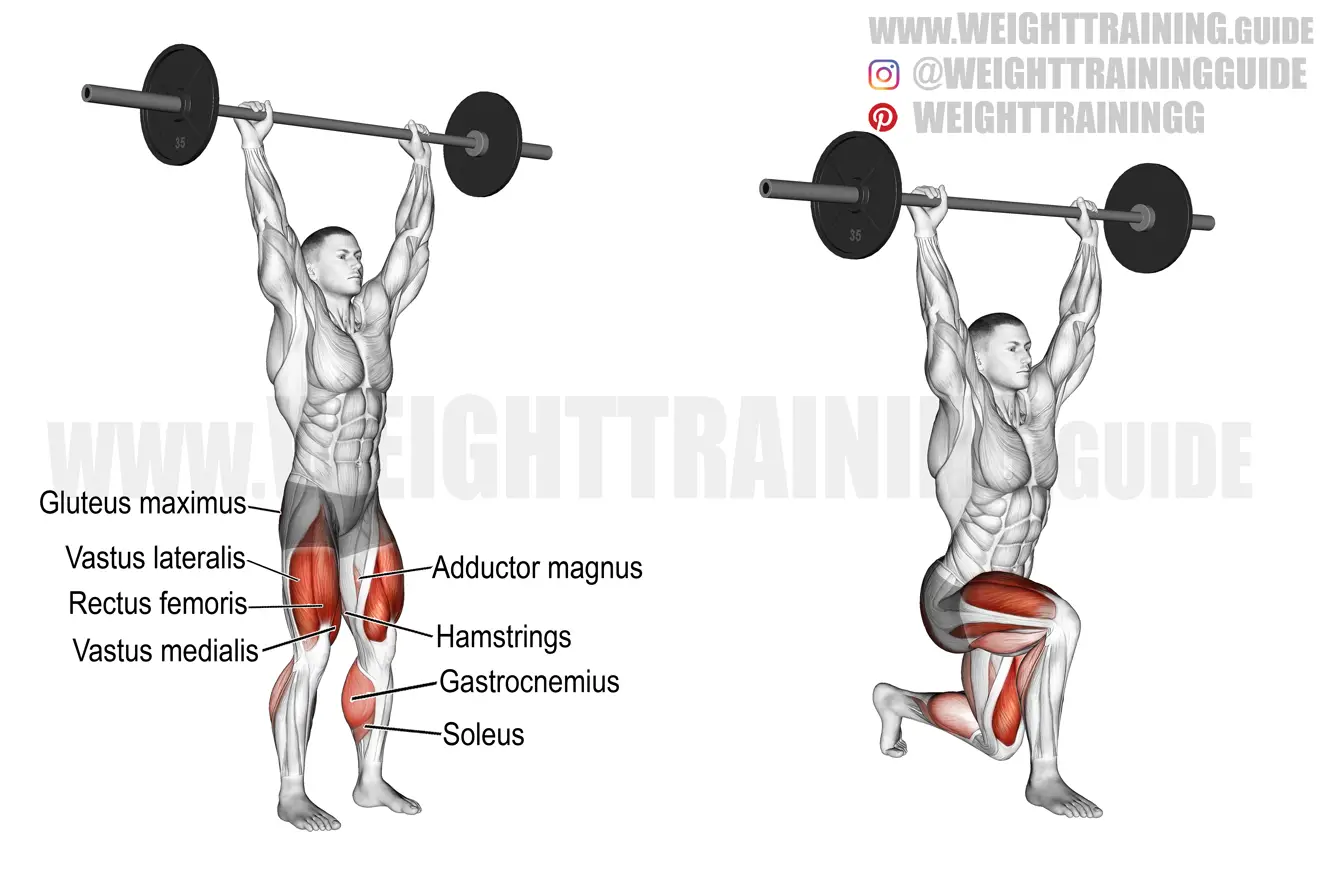 WWW.WEIGHTTRAINING.GUIDE
@WEIGHTTRAININGGUIDE
WEIGHTTRAININGG
35
35
WWW.WEIGHTTRAINING.GUIDE
Gluteus maximus
Vastus lateralis
Adductor magnus
Rectus femoris
Hamstrings
Vastus medialis
Gastrocnemius
Soleus